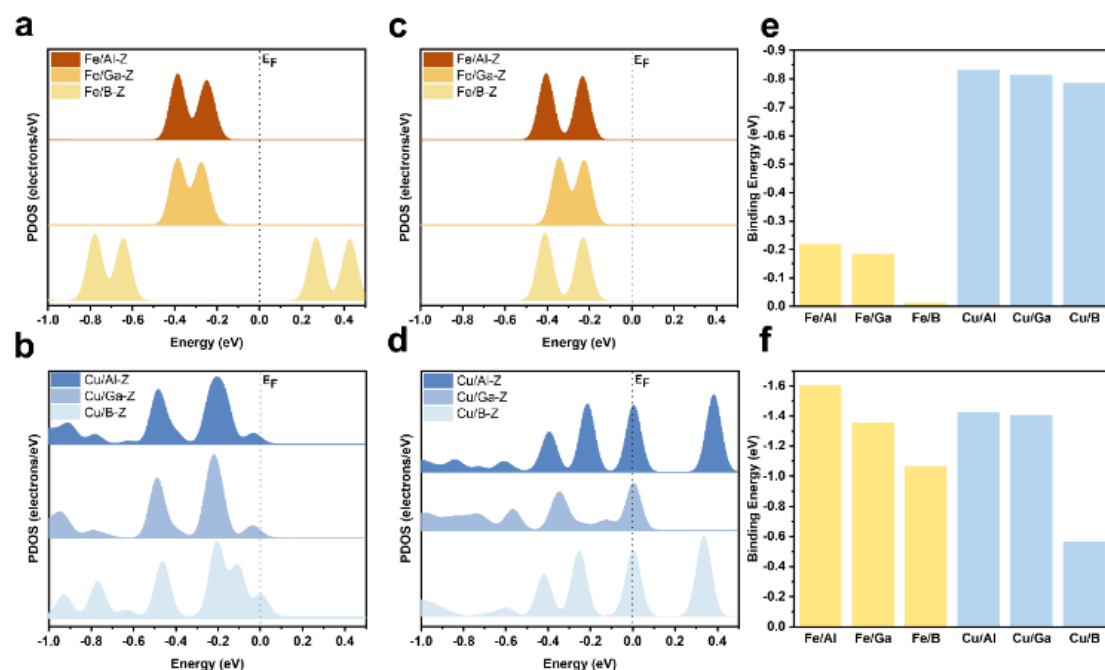 a
Fe/Al-Z
Fe/Ga-Z
Fe/B-Z
EF
PDOS (electrons/eV)
-1.0 -0.8 -0.6 -0.4 -0.2 0.0 0.2 0.4
Energy (eV)
c
Fe/Al-Z
Fe/Ga-Z
Fe/B-Z
EF
PDOS (electrons/eV)
-1.0 -0.8 -0.6 -0.4 -0.2 0.0 0.2 0.4
Energy (eV)
e
-0.9
-0.8
-0.7
-0.6
-0.5
-0.4
-0.3
-0.2
-0.1
0.0
Binding Energy (eV)
Fe/Al Fe/Ga Fe/B Cu/Al Cu/Ga Cu/B
b
Cu/Al-Z
Cu/Ga-Z
Cu/B-Z
EF
PDOS (electrons/eV)
-1.0 -0.8 -0.6 -0.4 -0.2 0.0 0.2 0.4
Energy (eV)
d
Cu/Al-Z
Cu/Ga-Z
Cu/B-Z
EF
PDOS (electrons/eV)
-1.0 -0.8 -0.6 -0.4 -0.2 0.0 0.2 0.4
Energy (eV)
f
-1.6
-1.4
-1.2
-1.0
-0.8
-0.6
-0.4
-0.2
0.0
Binding Energy (eV)
Fe/Al Fe/Ga Fe/B Cu/Al Cu/Ga Cu/B